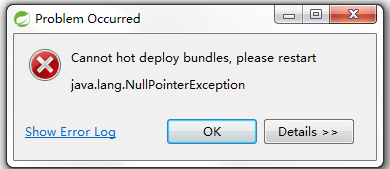 Problem Occurred
Cannot hot deploy bundles, please restart
java.lang.NullPointerException
Show Error Log
OK
Details >>